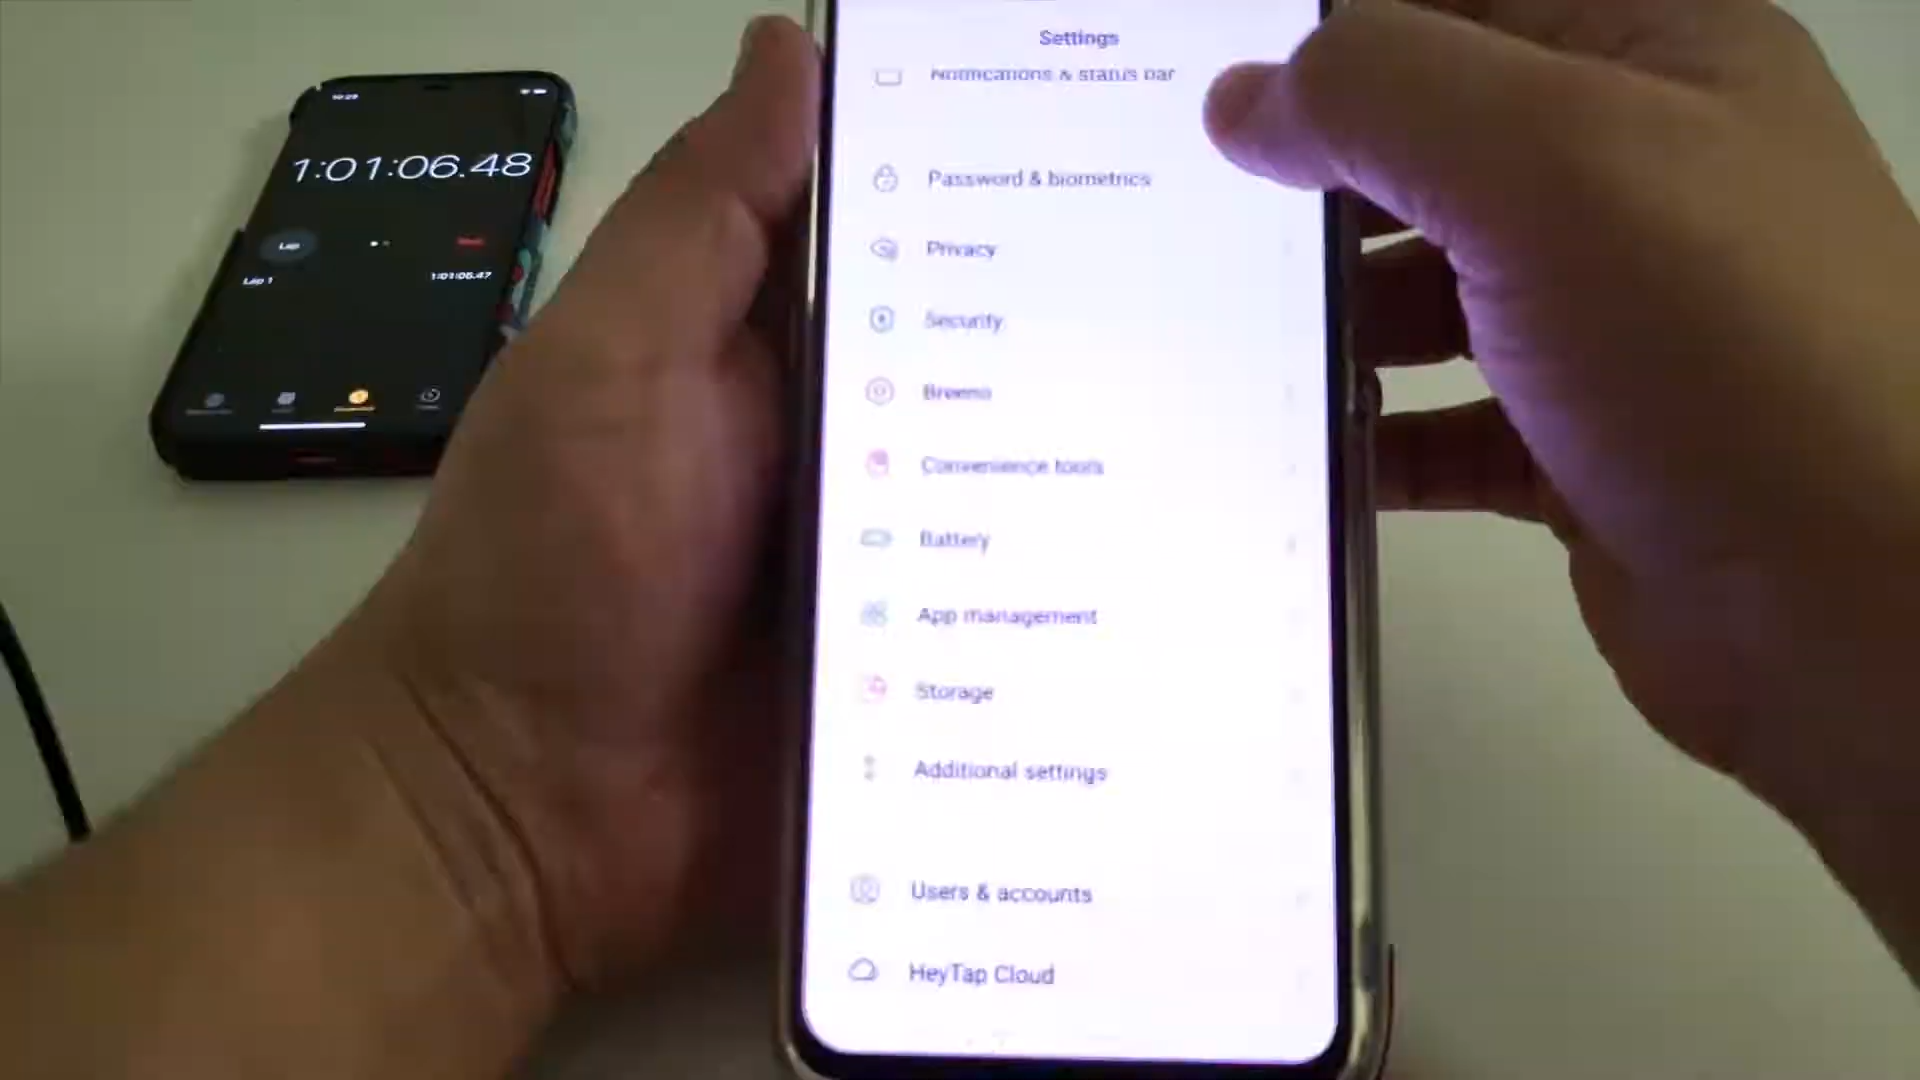 1:01:06.48
Lap
Lap 1
1:01:06.47
Settings
Notifications & status bar
Password & biometrics
Privacy
Security
Breeno
Convenience tools
Battery
App management
Storage
Additional settings
Users & accounts
HeyTap Cloud